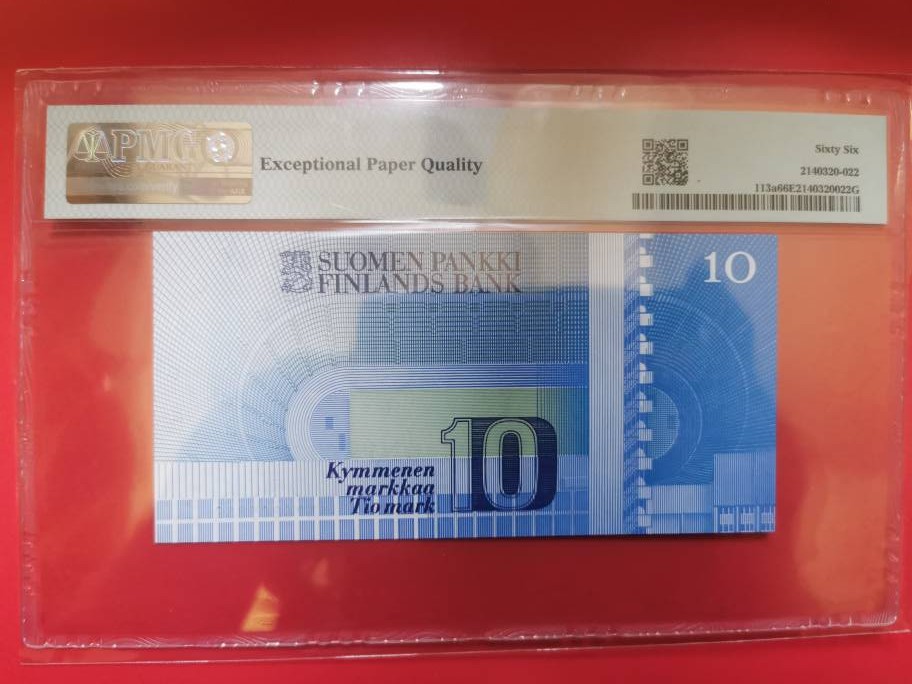 PMG
Exceptional Paper Quality
Sixty Six
2140320-022
113a66E2140320022G
SUOMEN PANKKI
FINLANDS BANK
10
10
Kymmenen
markkaa
Tio mark